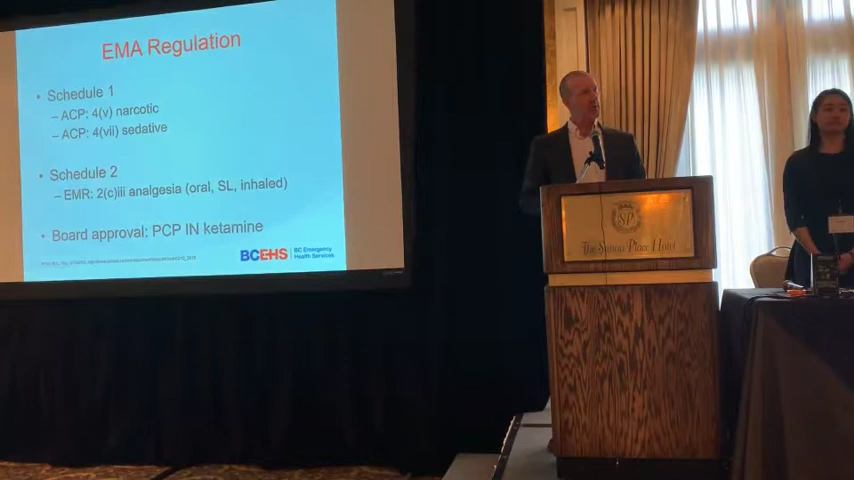 EMA Regulation
• Schedule 1
– ACP: 4(v) narcotic
– ACP: 4(vii) sedative
• Schedule 2
– EMR: 2(c)iii analgesia (oral, SL, inhaled)
• Board approval: PCP IN ketamine
BCEHS BC Emergency
Health Services
SP
The Sutton Place Hotel